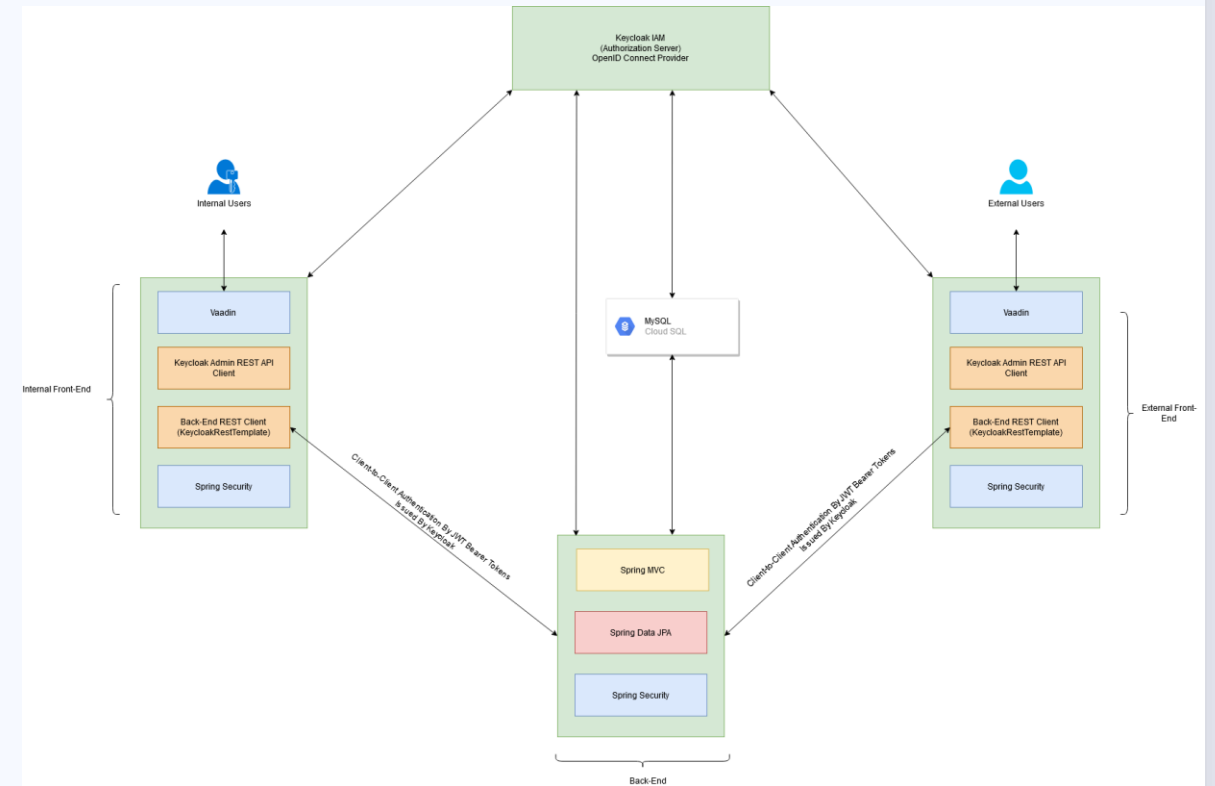 Keycloak IAM
(Authorization Server)
OpenID Connect Provider
Internal Users
External Users
Vaadin
Keycloak Admin REST API
Client
Back-End REST Client
(KeycloakRestTemplate)
Spring Security
Internal Front-End
MySQL
Cloud SQL
Vaadin
Keycloak Admin REST API
Client
Back-End REST Client
(KeycloakRestTemplate)
Spring Security
External Front-
End
Client-to-Client Authentication By JWT Bearer Tokens
Issued By Keycloak
Client-to-Client Authentication By JWT Bearer Tokens
Issued By Keycloak
Spring MVC
Spring Data JPA
Spring Security
Back-End